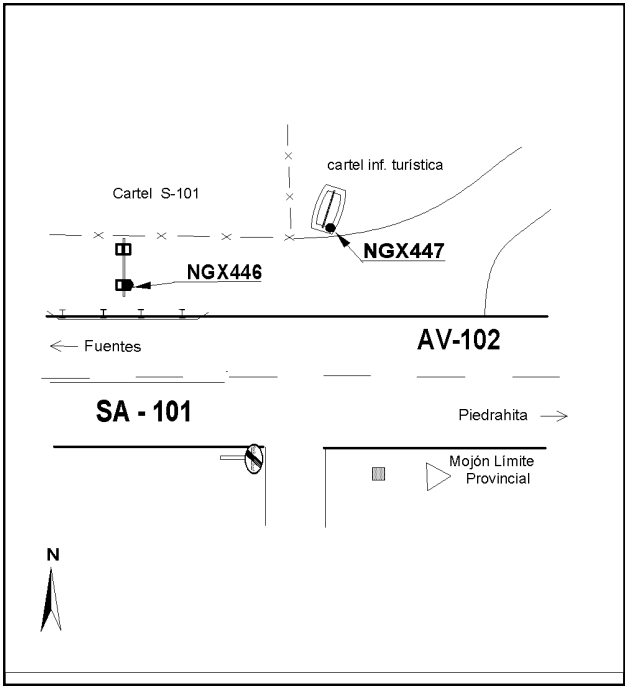 cartel inf. turística
Cartel S-101
NGX447
NGX446
AV-102
Fuentes
SA - 101
Piedrahita
Mojón Límite
Provincial
N